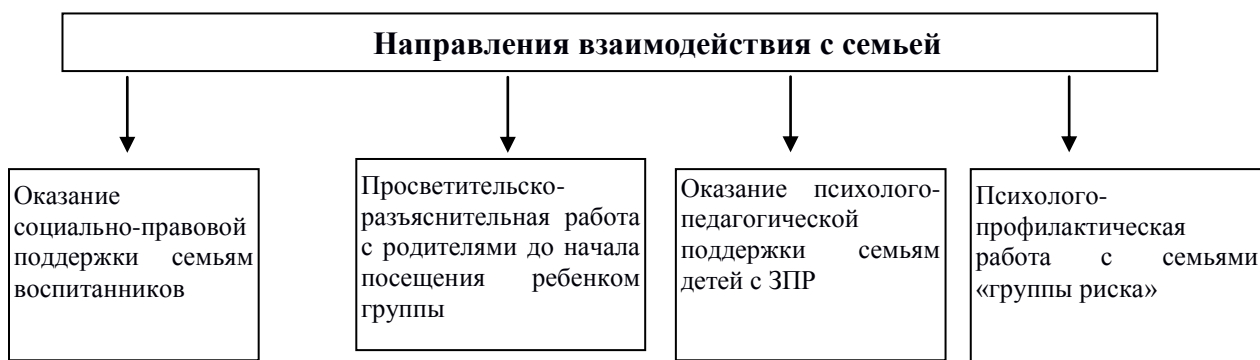 Направления взаимодействия с семьей
Оказание
социально-правовой
поддержки семьям
воспитанников
Просветительско-
разъяснительная работа
с родителями до начала
посещения ребенком
группы
Оказание психолого-
педагогической
поддержки семьям
детей с ЗПР
Психолого-
профилактическая
работа с семьями
«группы риска»